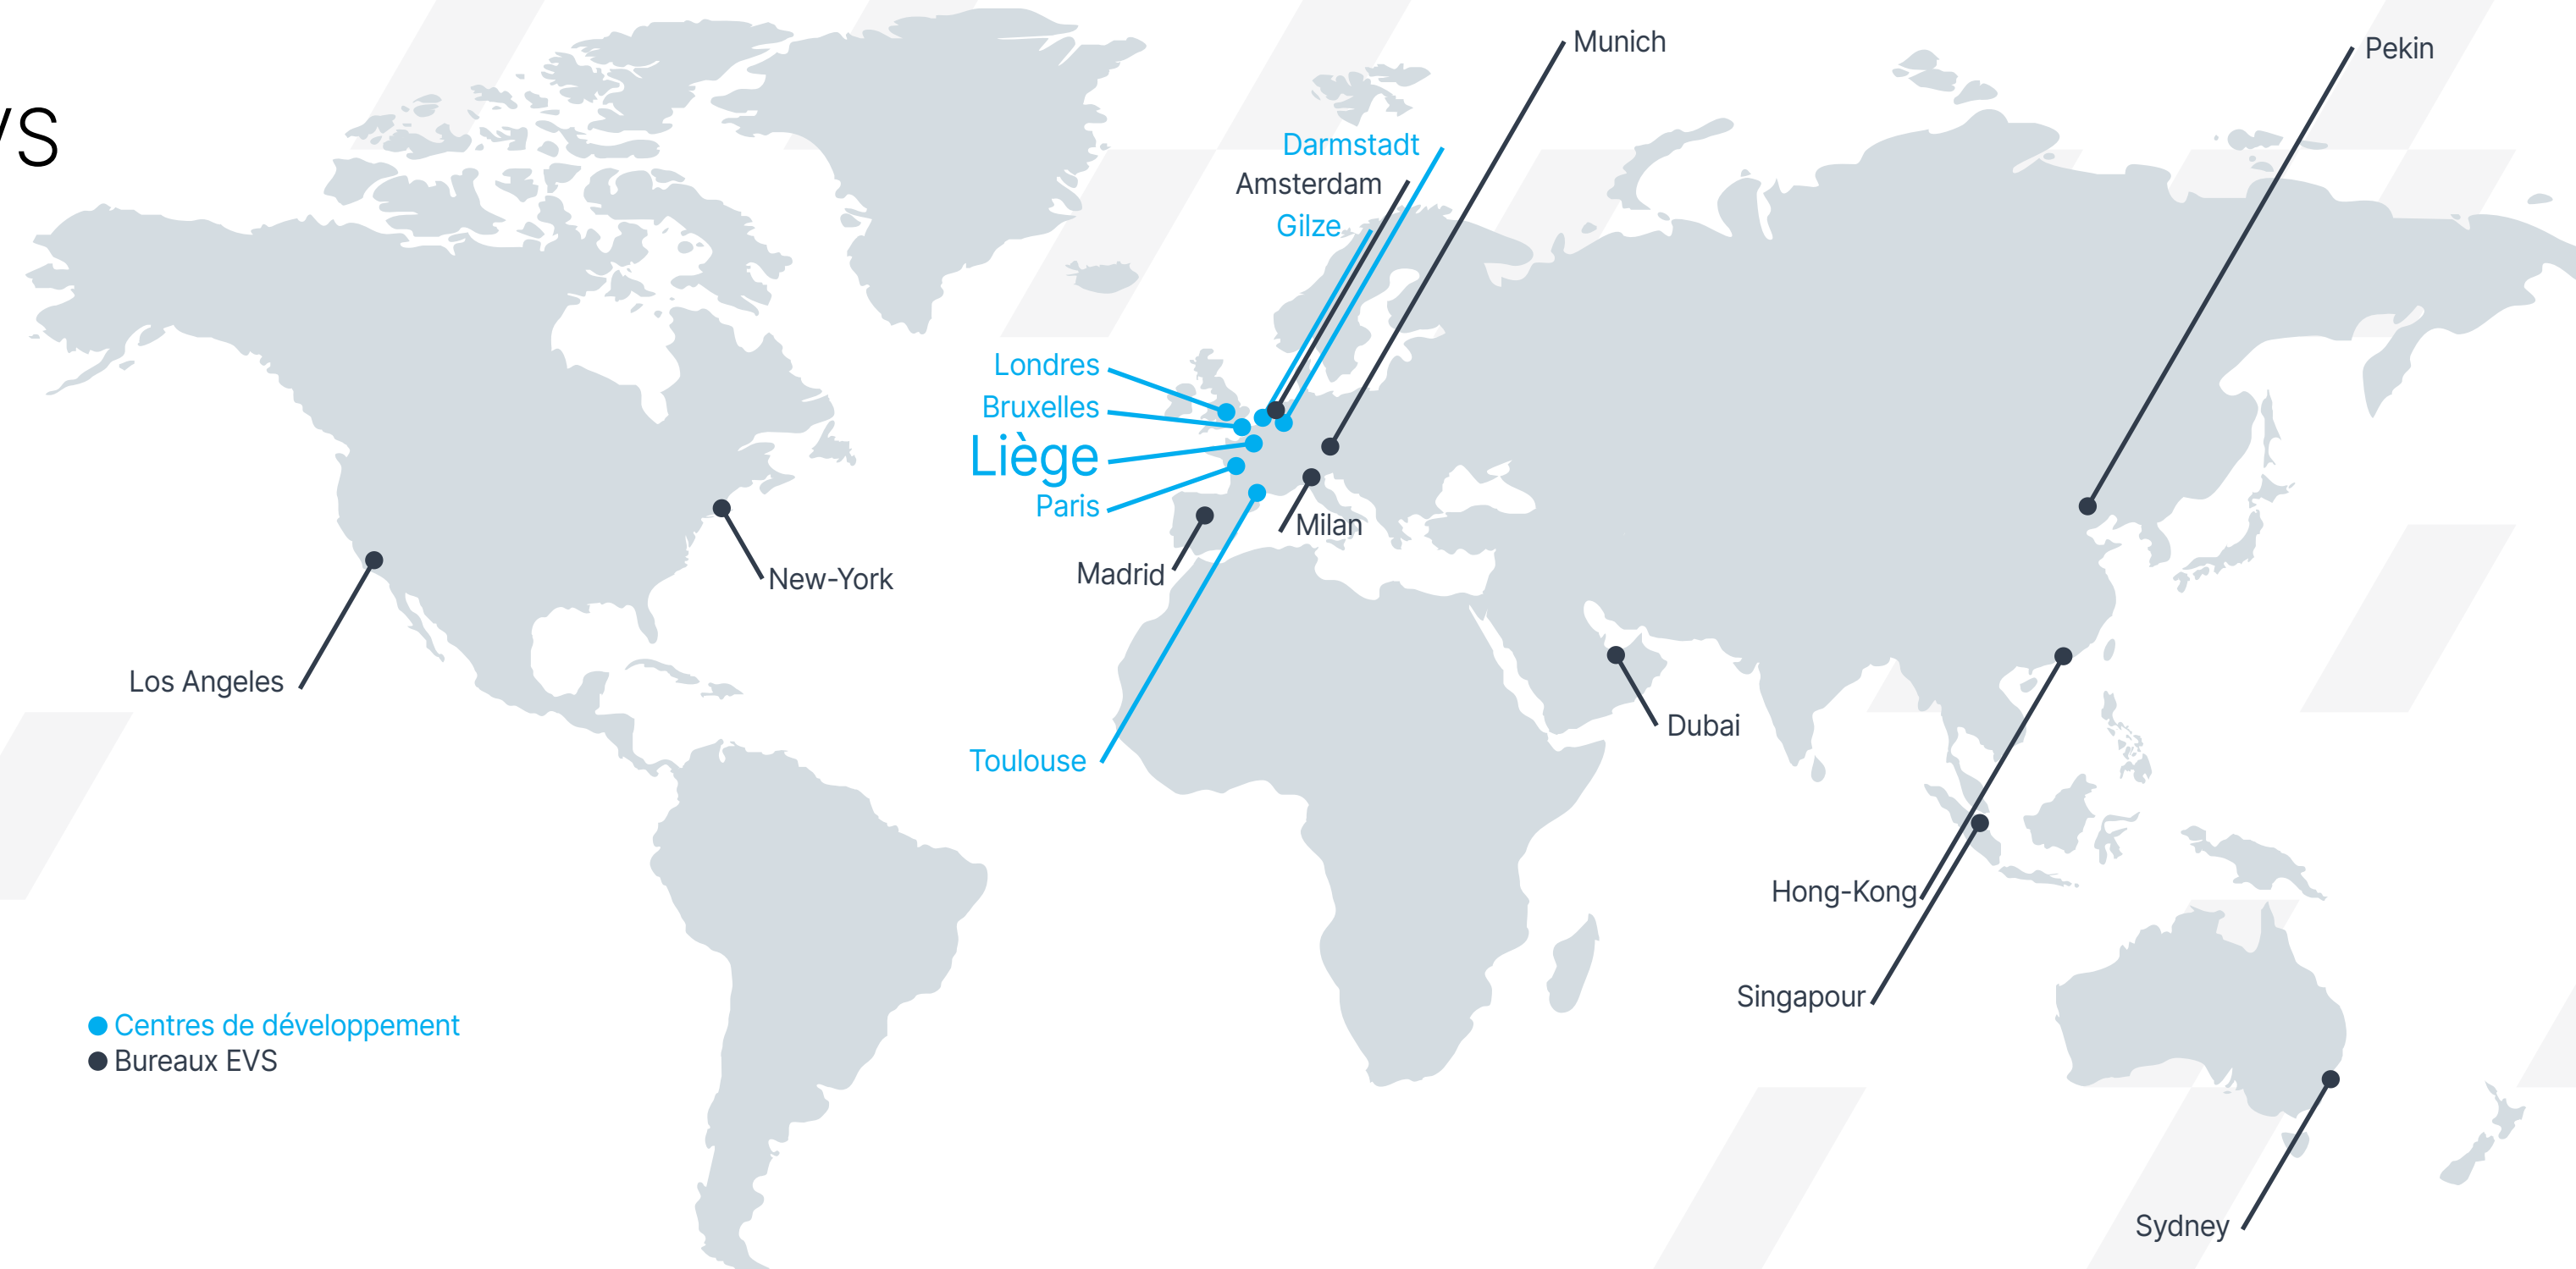 VS
Munich
Pekin
Darmstadt
Amsterdam
Gilze
Londres
Bruxelles
Liège
Paris
Milan
Madrid
New-York
Los Angeles
Dubai
Toulouse
Hong-Kong
Singapour
Centres de développement
Bureaux EVS
Sydney